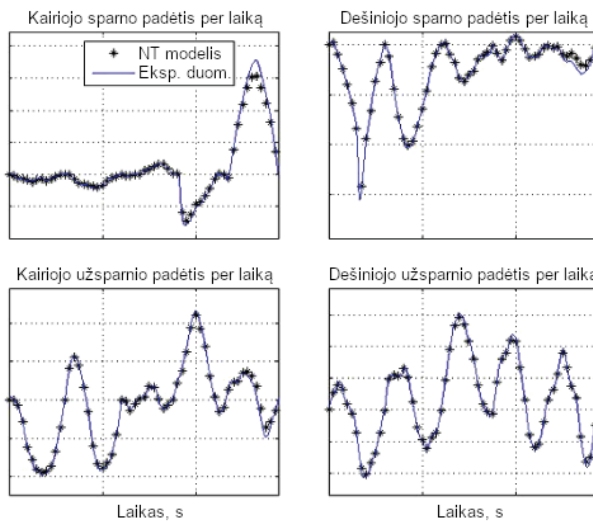 Kairiojo sparno padėtis per laiką
Dešiniojo sparno padėtis per laiką
NT modelis
Eksp. duom.
Kairiojo užsparnio padėtis per laiką
Dešiniojo užsparnio padėtis per laiką
Laikas, s
Laikas, s